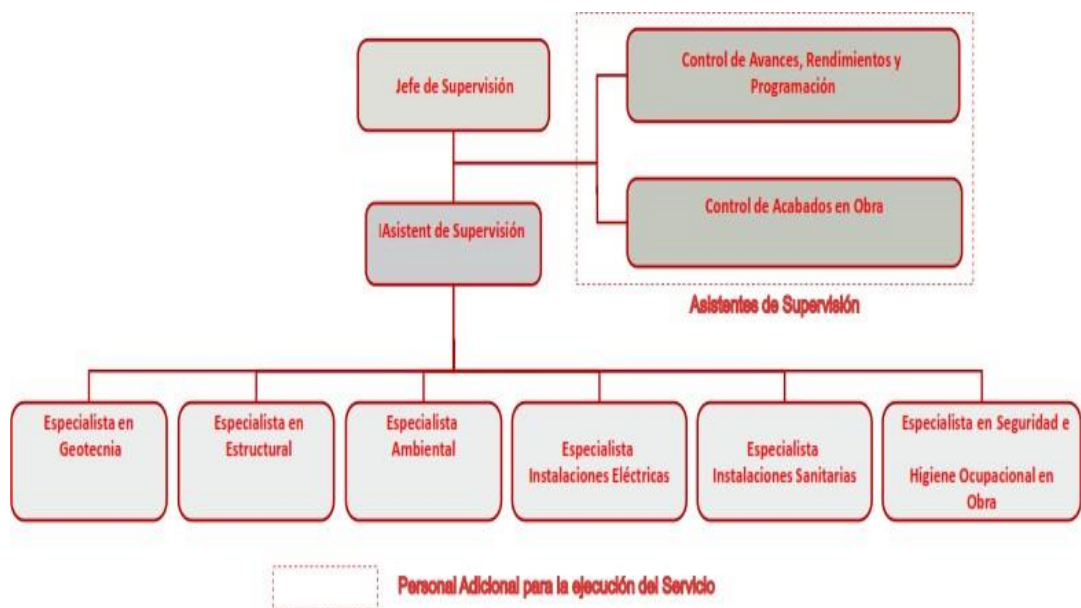 Jefe de Supervisión
Control de Avances, Rendimientos y
Programación
Control de Acabados en Obra
IAsistent de Supervisión
Asistentes de Supervisión
Especialista en
Geotecnia
Especialista en
Estructural
Especialista
Ambiental
Especialista
Instalaciones Eléctricas
Especialista
Instalaciones Sanitarias
Especialista en Seguridad e
Higiene Ocupacional en
Obra
Personal Adicional para la ejecución del Servicio